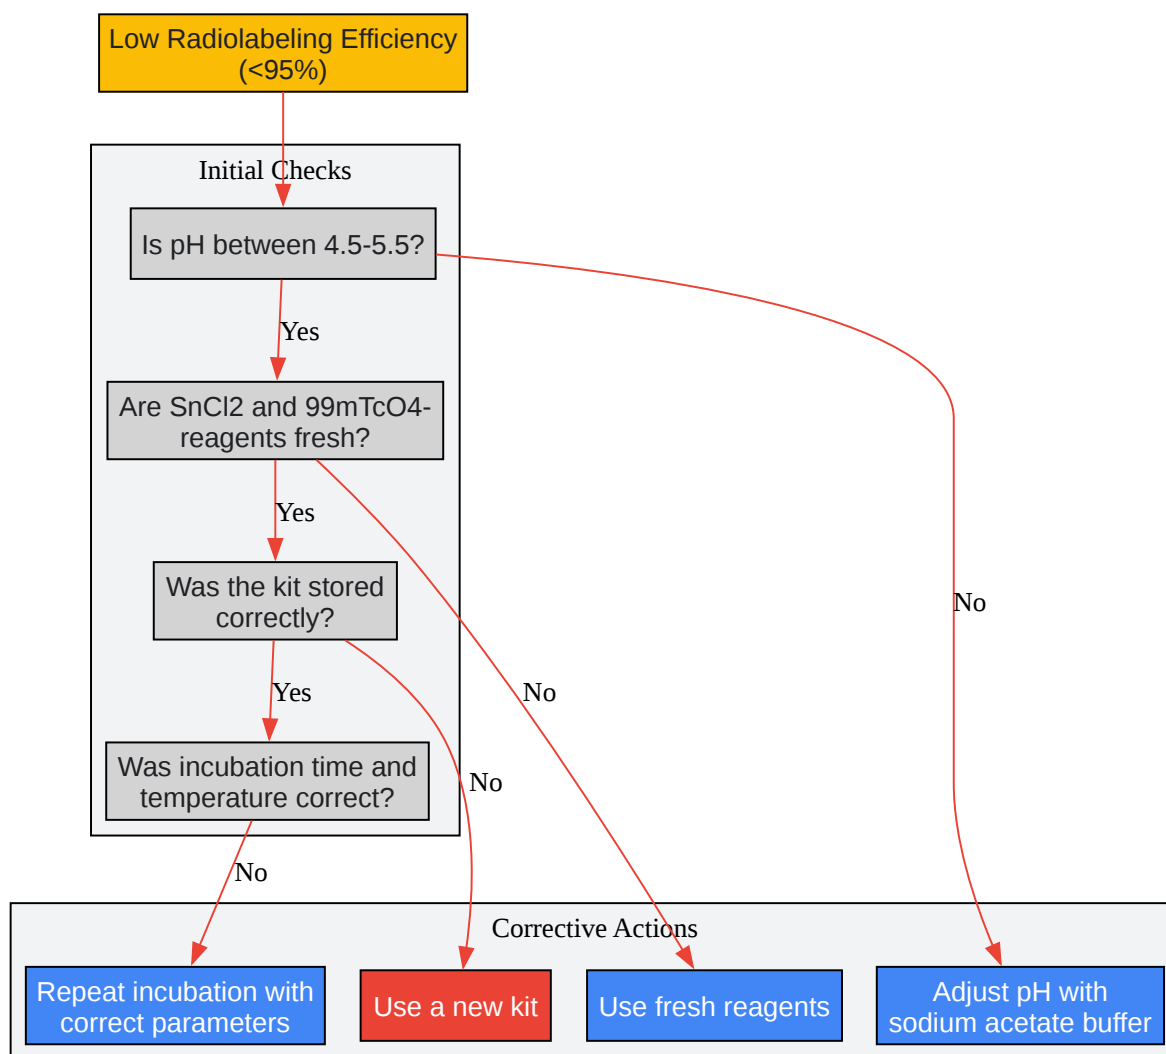 Low Radiolabeling Efficiency
(<95%)
Initial Checks
Is pH between 4.5-5.5?
Yes
Are SnCl2 and 99mTcO4-
reagents fresh?
Yes
Was the kit stored
correctly?
No
Yes
No
Was incubation time and
temperature correct?
No
No
Corrective Actions
Repeat incubation with
correct parameters
Use a new kit
Use fresh reagents
Adjust pH with
sodium acetate buffer